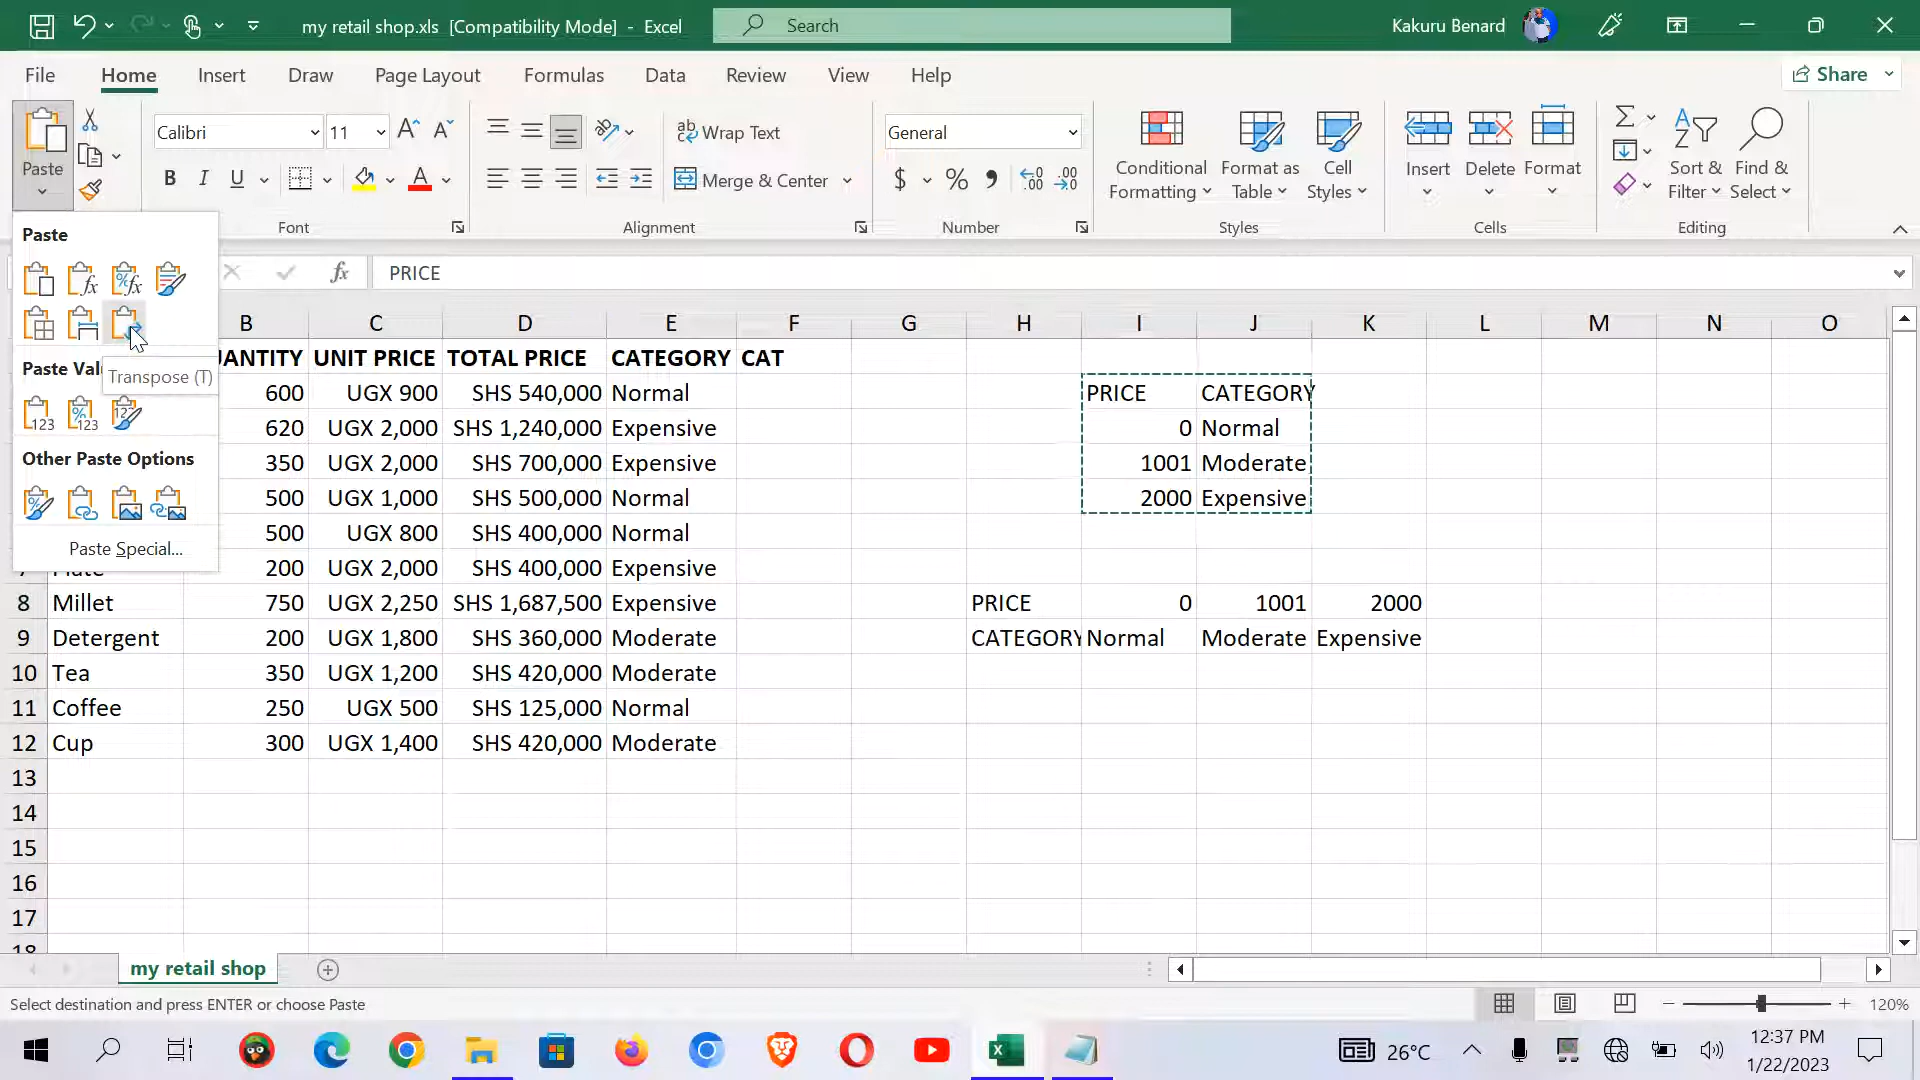 my retail shop.xls [Compatibility Mode] - Excel
Search
Kakuru Benard
File Home Insert Draw Page Layout Formulas Data Review View Help
Share
Paste
Calibri 11
B I U
Font
Wrap Text
Merge & Center
Alignment
General
$ % 9 .00
Number
Conditional Formatting
Format as Table
Cell Styles
Styles
Insert Delete Format
Cells
Sort & Filter
Find & Select
Editing
Paste
Paste Val
Transpose (T)
Other Paste Options
Paste Special...
fx PRICE
B C D E F G H I J K L M N O
UANTITY UNIT PRICE TOTAL PRICE CATEGORY CAT
600 UGX 900 SHS 540,000 Normal PRICE CATEGORY
620 UGX 2,000 SHS 1,240,000 Expensive 0 Normal
350 UGX 2,000 SHS 700,000 Expensive 1001 Moderate
500 UGX 1,000 SHS 500,000 Normal 2000 Expensive
500 UGX 800 SHS 400,000 Normal
200 UGX 2,000 SHS 400,000 Expensive
8 Millet 750 UGX 2,250 SHS 1,687,500 Expensive PRICE 0 1001 2000
9 Detergent 200 UGX 1,800 SHS 360,000 Moderate CATEGORY Normal Moderate Expensive
10 Tea 350 UGX 1,200 SHS 420,000 Moderate
11 Coffee 250 UGX 500 SHS 125,000 Normal
12 Cup 300 UGX 1,400 SHS 420,000 Moderate
13
14
15
16
17
18
my retail shop
Select destination and press ENTER or choose Paste
120%
26°C
12:37 PM
1/22/2023